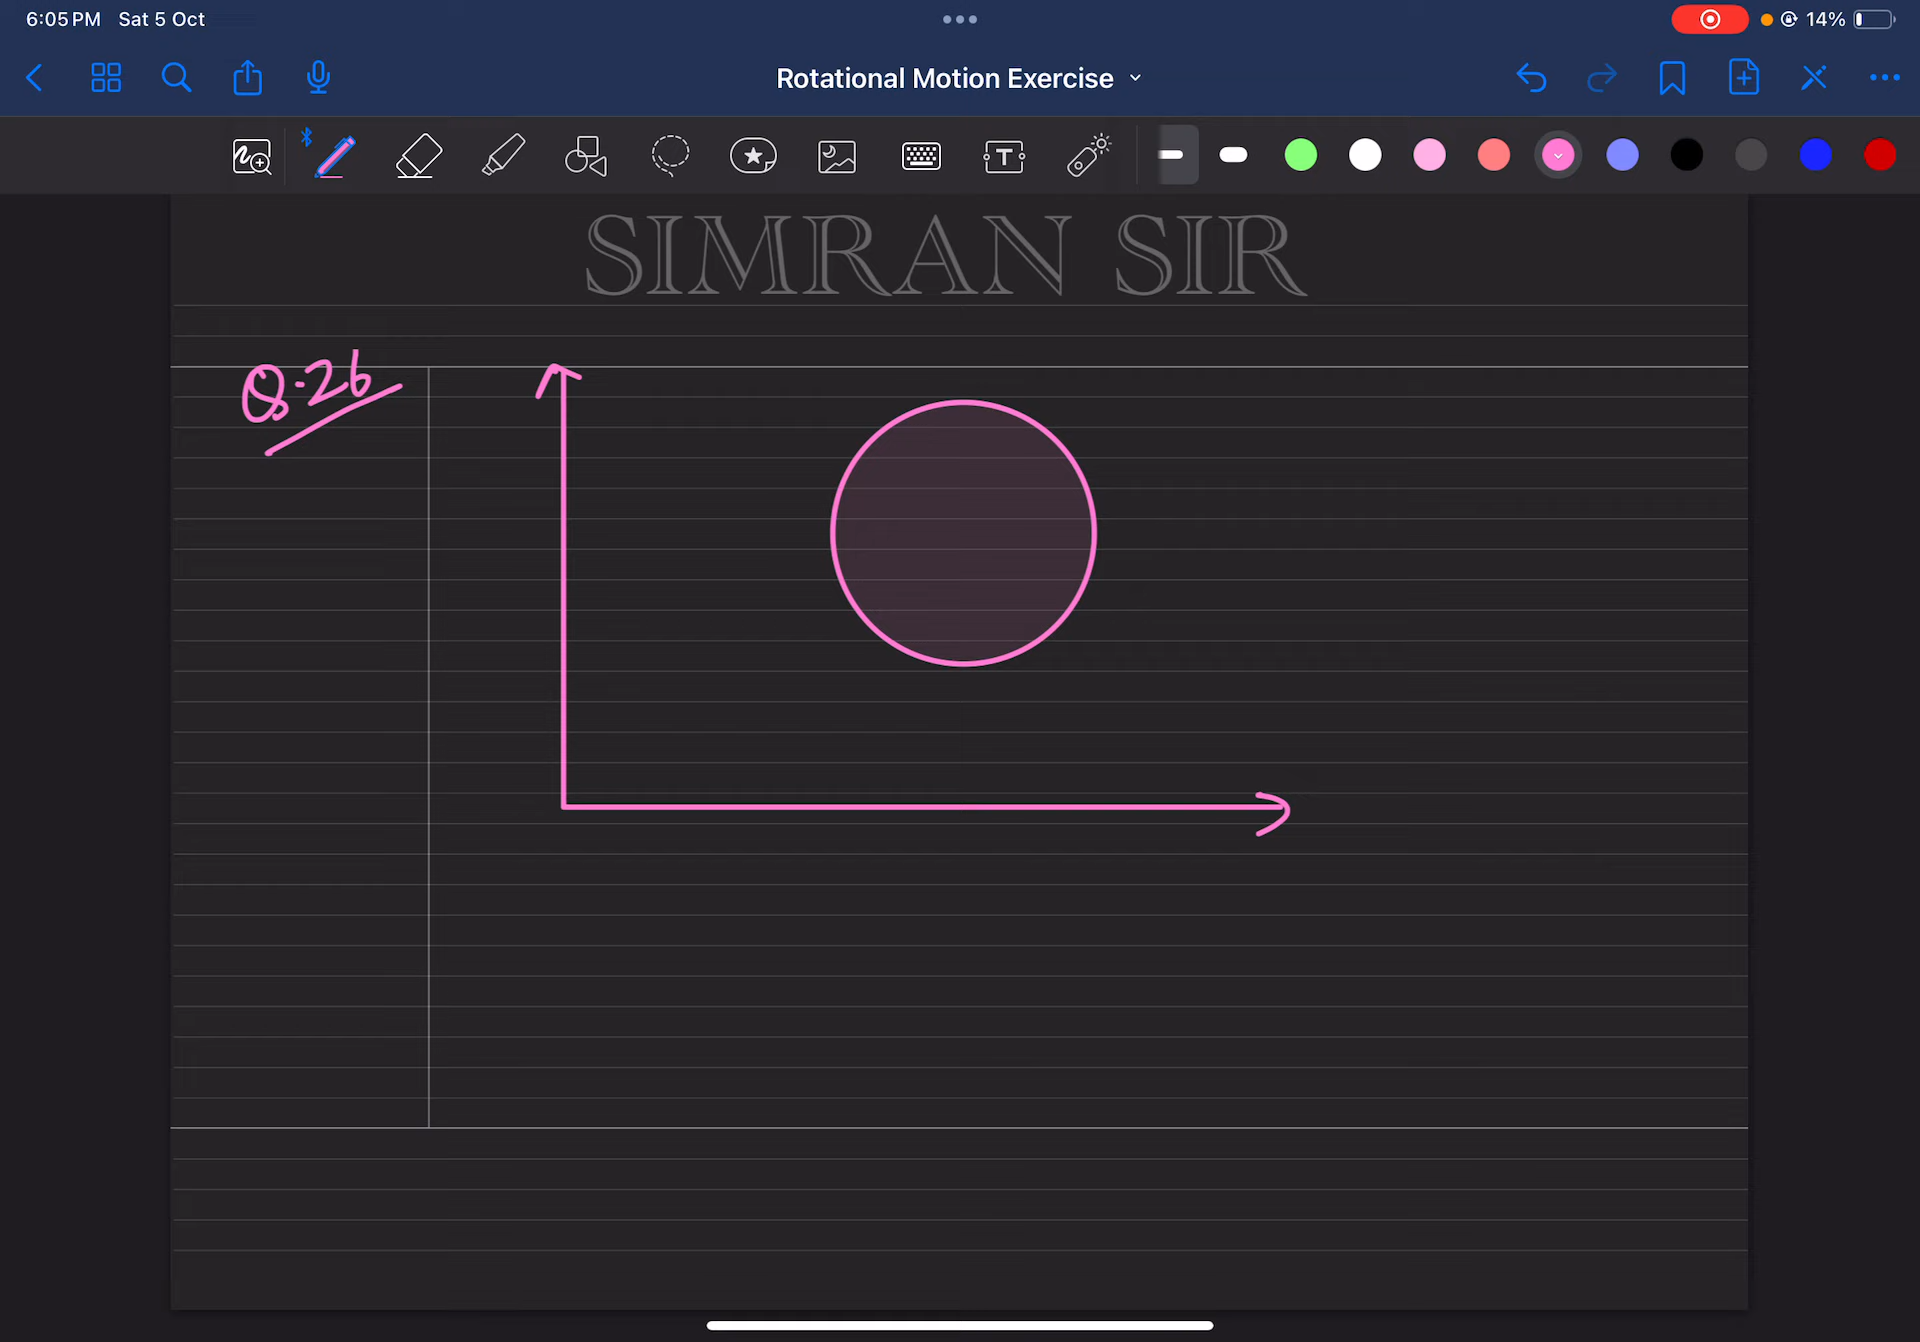 6:05 PM Sat 5 Oct
14%
Rotational Motion Exercise
T
SIMRAN SIR
Q.26